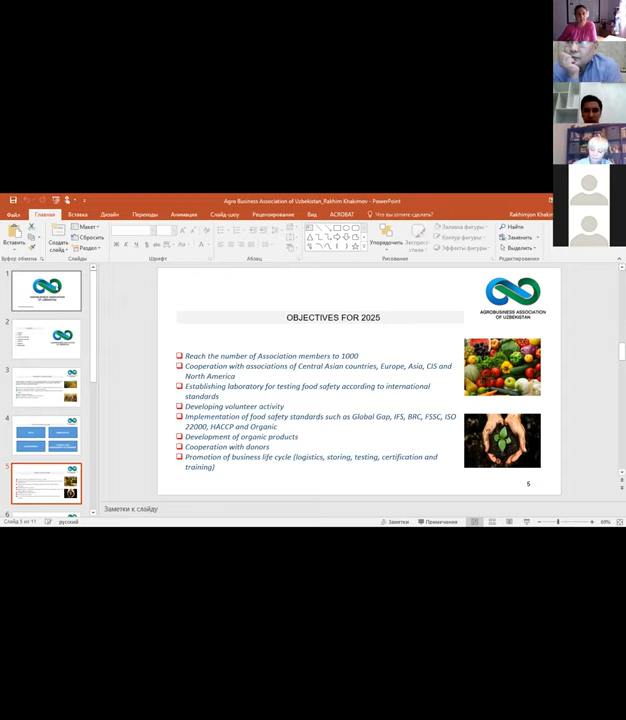 Agro Business Association of Uzbekistan_Rakhim Khakimov - PowerPoint
Файл Главная Вставка Дизайн Переходы Анимация Слайд-шоу Рецензирование Вид ACROBAT Что вы хотите сделать?
Вставить
Создать слайд
Макет
Сбросить
Раздел
Упорядочить
Экспресс-стили
Заливка фигуры
Контур фигуры
Эффекты фигуры
Найти
Заменить
Выделить
Буфер обмена Слайды Шрифт Абзац Рисование Редактирование
1
2
3
4
5
6
AGROBUSINESS ASSOCIATION
OF UZBEKISTAN
OBJECTIVES FOR 2025
Reach the number of Association members to 1000
Cooperation with associations of Central Asian countries, Europe, Asia, CIS and
North America
Establishing laboratory for testing food safety according to international
standards
Developing volunteer activity
Implementation of food safety standards such as Global Gap, IFS, BRC, FSSC, ISO
22000, HACCP and Organic
Development of organic products
Cooperation with donors
Promotion of business life cycle (logistics, storing, testing, certification and
training)
5
Заметки к слайду
Слайд 5 из 11 русский Заметки Примечания 69%